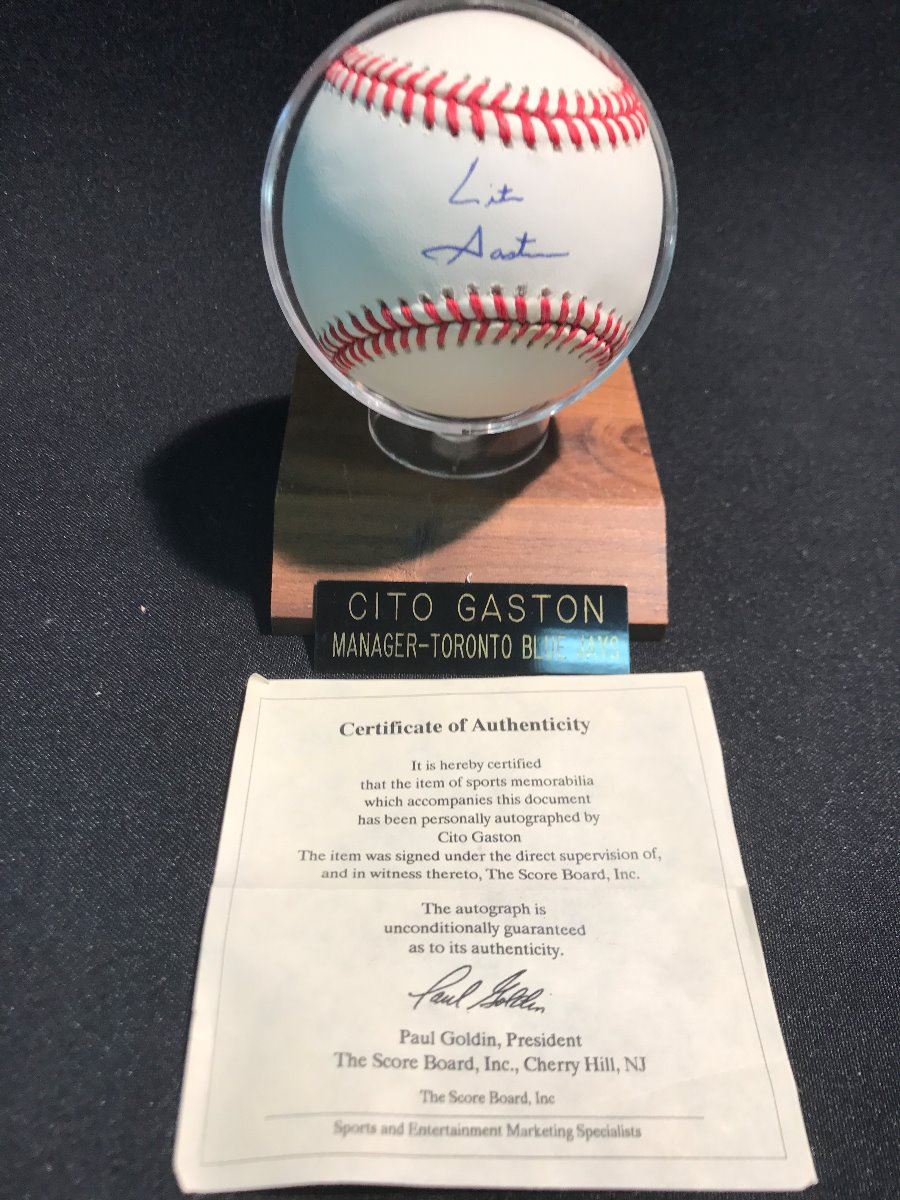 Cito
Gaston
CITO GASTON
MANAGER-TORONTO BLUE JAYS
Certificate of Authenticity
It is hereby certified
that the item of sports memorabilia
which accompanies this document
has been personally autographed by
Cito Gaston
The item was signed under the direct supervision of,
and in witness thereto, The Score Board, Inc.
The autograph is
unconditionally guaranteed
as to its authenticity.
Paul Goldin
Paul Goldin, President
The Score Board, Inc., Cherry Hill, NJ
The Score Board, Inc
Sports and Entertainment Marketing Specialists